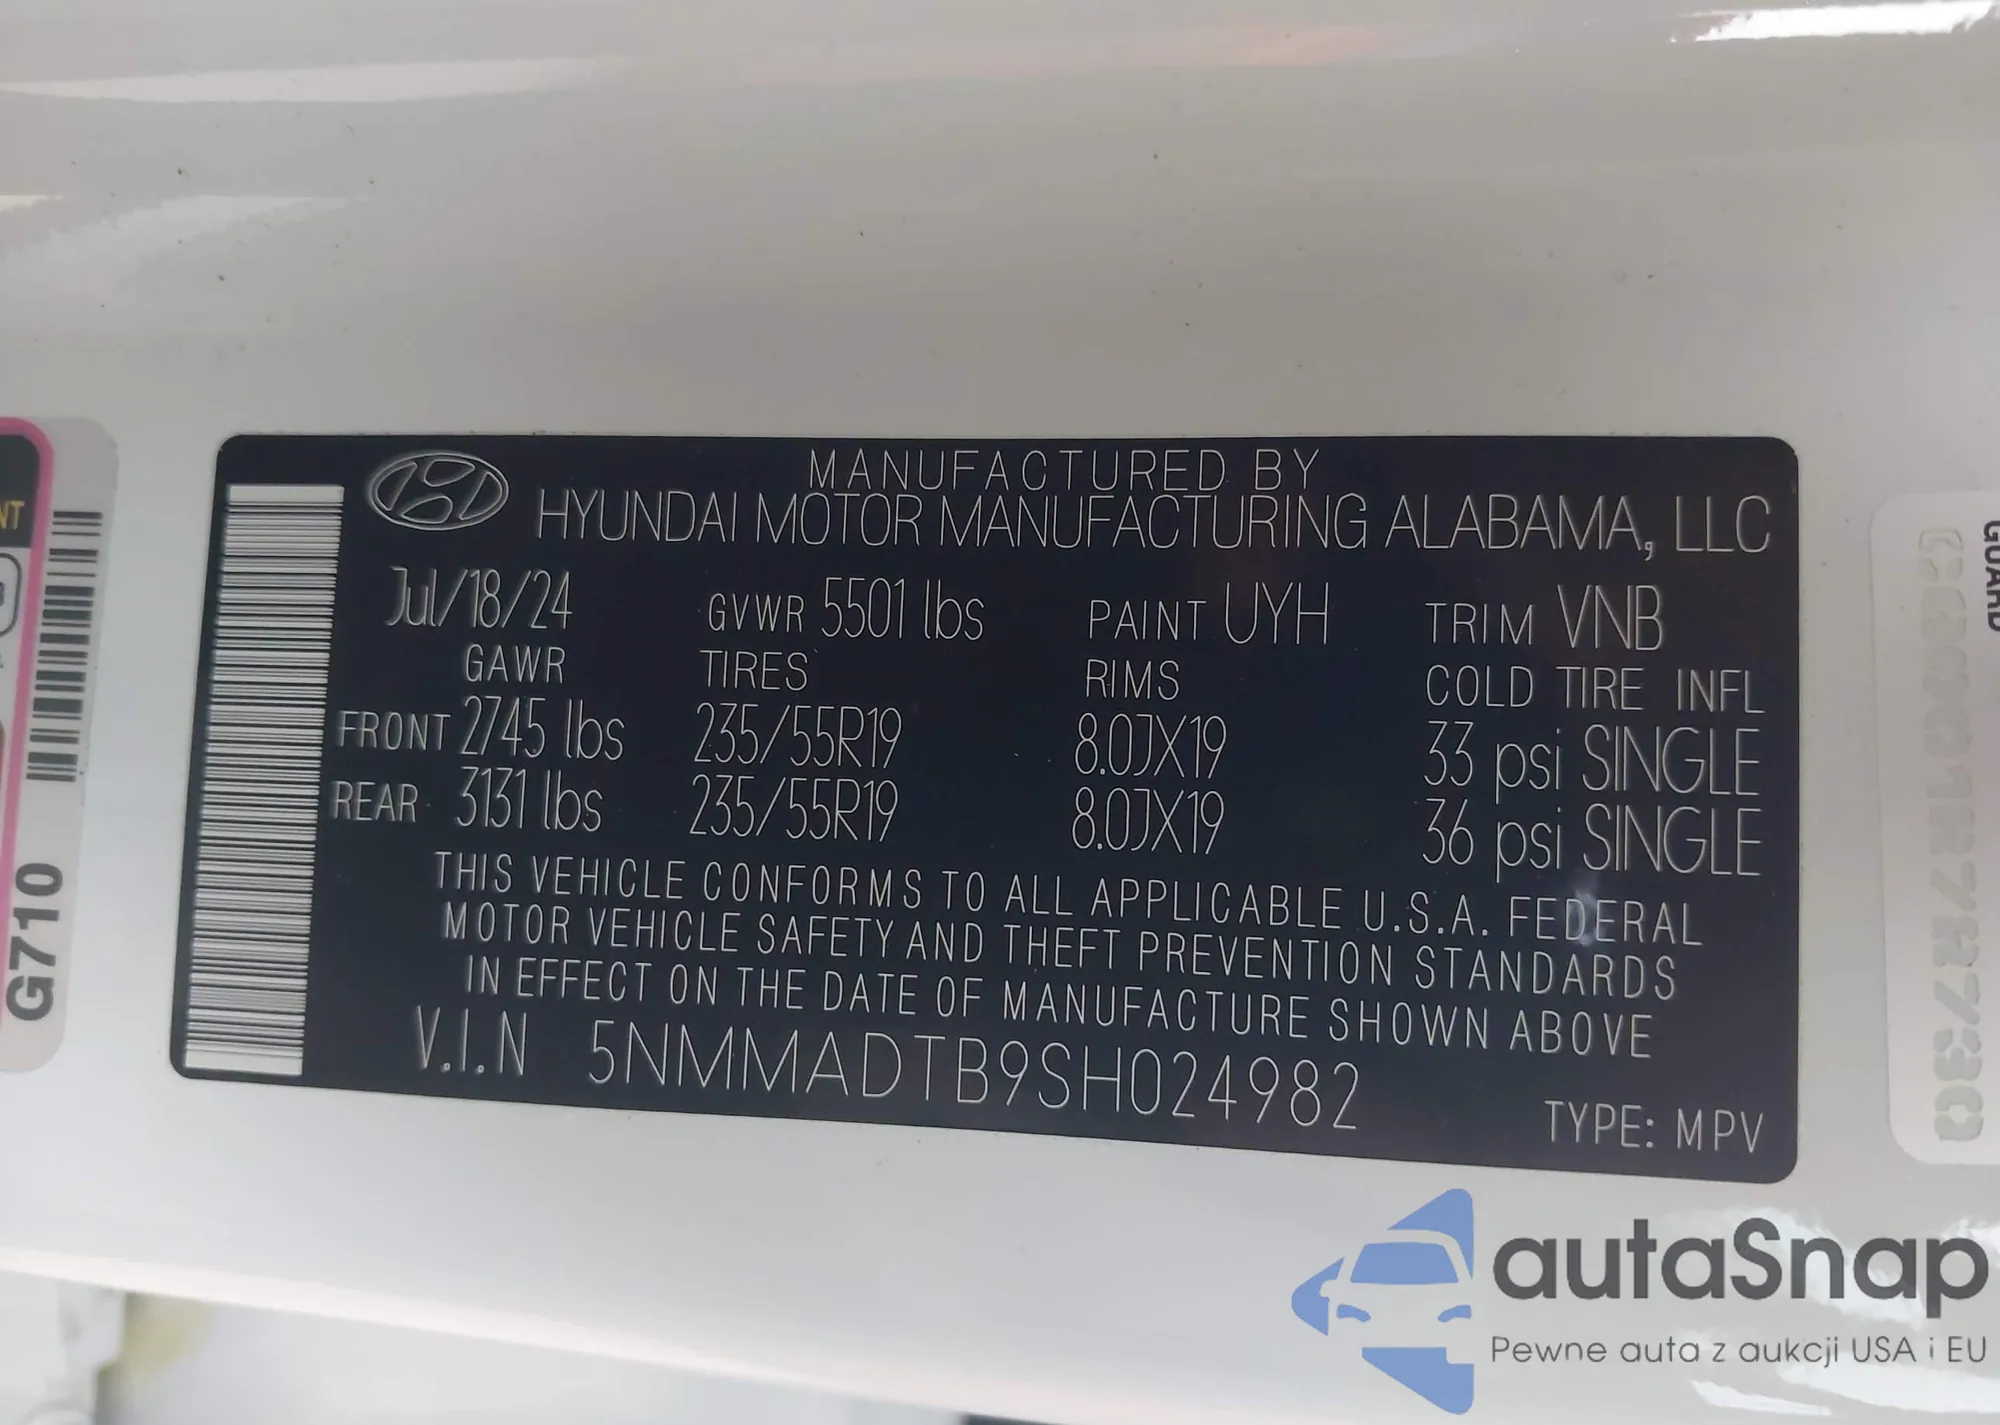 MANUFACTURED BY
HYUNDAI MOTOR MANUFACTURING ALABAMA, LLC
Jul/18/24 GVWR 5501 lbs PAINT UYH TRIM VNB
GAWR TIRES RIMS COLD TIRE INFL
FRONT 2745 lbs 235/55R19 8.0JX19 33 psi SINGLE
REAR 3131 lbs 235/55R19 8.0JX19 36 psi SINGLE
THIS VEHICLE CONFORMS TO ALL APPLICABLE U.S.A. FEDERAL
MOTOR VEHICLE SAFETY AND THEFT PREVENTION STANDARDS
IN EFFECT ON THE DATE OF MANUFACTURE SHOWN ABOVE
V.I.N 5NMMADTB9SH024982
TYPE: MPV
G710
GUARD
autaSnap
Pewne auta z aukcji USA i EU